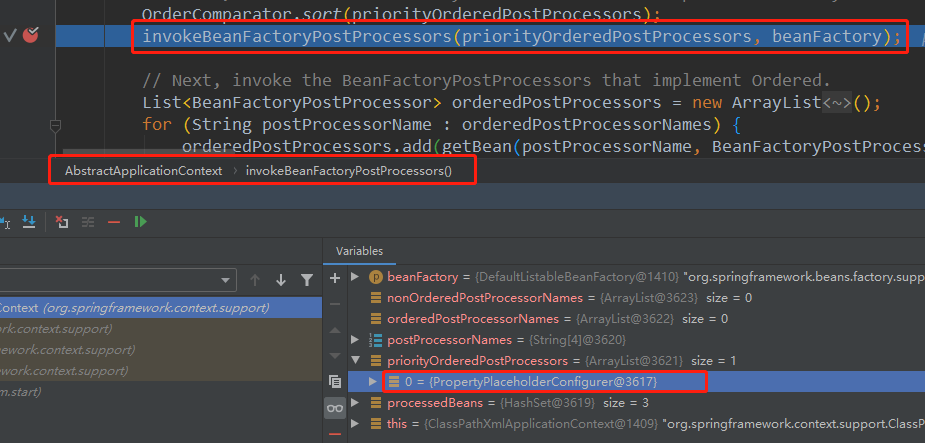 OrderComparator.sort(priorityOrderedPostProcessors);
invokeBeanFactoryPostProcessors(priorityOrderedPostProcessors, beanFactory);
// Next, invoke the BeanFactoryPostProcessors that implement Ordered.
List<BeanFactoryPostProcessor> orderedPostProcessors = new ArrayList<~>();
for (String postProcessorName : orderedPostProcessorNames) {
orderedPostProcessors.add(getBean(postProcessorName, BeanFactoryPostProces
AbstractApplicationContext › invokeBeanFactoryPostProcessors()
Variables
beanFactory = {DefaultListableBeanFactory@1410} "org.springframework.beans.factory.supp
nonOrderedPostProcessorNames = {ArrayList@3623} size = 0
Context (org.springframework.context.support)
orderedPostProcessorNames = {ArrayList@3622} size = 0
rk.context.support)
postProcessorNames = {String[4]@3620}
ework.context.support)
priorityOrderedPostProcessors = {ArrayList@3621} size = 1
ework.context.support)
0 = {PropertyPlaceholderConfigurer@3617}
m.start)
processedBeans = {HashSet@3619} size = 3
this = {ClassPathXmlApplicationContext@1409} "org.springframework.context.support.ClassP